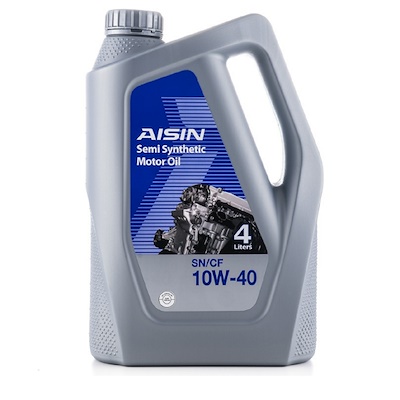 AISIN
Semi Synthetic
Motor Oil
4
Liters
SN/CF
10W-40